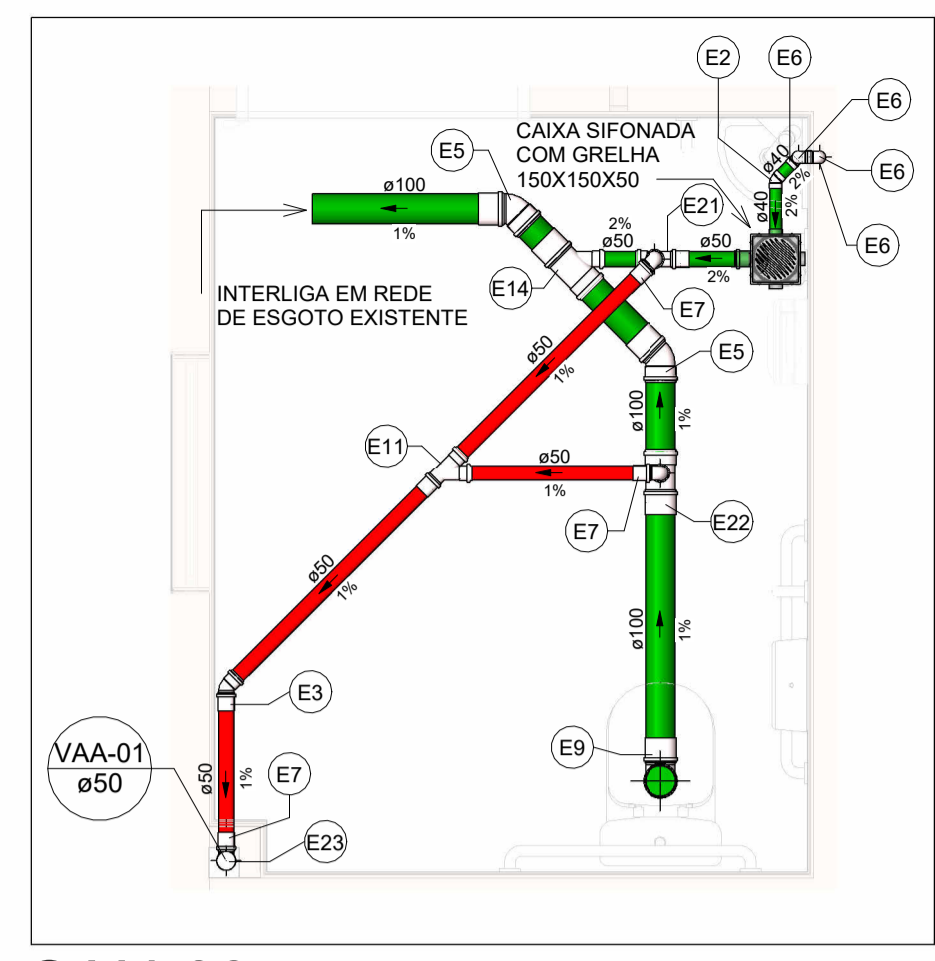 E2
E6
E6
E6
E6
CAIXA SIFONADA
COM GRELHA
150X150X50
E5
ø100
1%
ø40
2%
ø40
2%
E21
2%
ø50
ø50
2%
E14
INTERLIGA EM REDE
DE ESGOTO EXISTENTE
E7
E5
ø50
1%
ø100
1%
E11
ø50
1%
E7
E22
ø50
1%
ø100
1%
E3
E9
VAA-01
ø50
ø50
1%
E7
E23